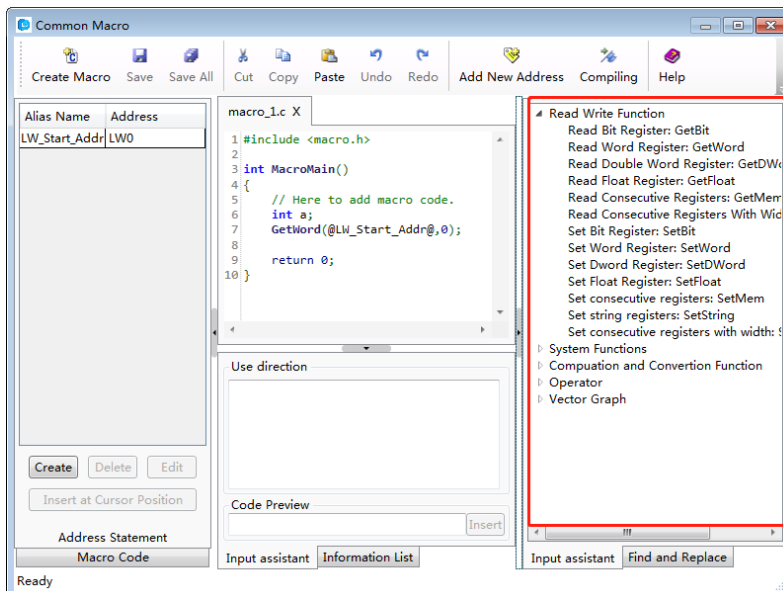 Common Macro
Create Macro Save Save All Cut Copy Paste Undo Redo Add New Address Compiling Help
Alias Name Address
LW_Start_Addr LW0
Create Delete Edit
Insert at Cursor Position
Address Statement
Macro Code
macro_1.c X
1 #include <macro.h>
2
3 int MacroMain()
4 {
5 // Here to add macro code.
6 int a;
7 GetWord(@LW_Start_Addr@,0);
8
9 return 0;
10 }
Use direction
Code Preview
Insert
Input assistant Information List
Read Write Function
Read Bit Register: GetBit
Read Word Register: GetWord
Read Double Word Register: GetDWo
Read Float Register: GetFloat
Read Consecutive Registers: GetMem
Read Consecutive Registers With Wid
Set Bit Register: SetBit
Set Word Register: SetWord
Set Dword Register: SetDWord
Set Float Register: SetFloat
Set consecutive registers: SetMem
Set string registers: SetString
Set consecutive registers with width: S
System Functions
Compuation and Convertion Function
Operator
Vector Graph
Input assistant Find and Replace
Ready